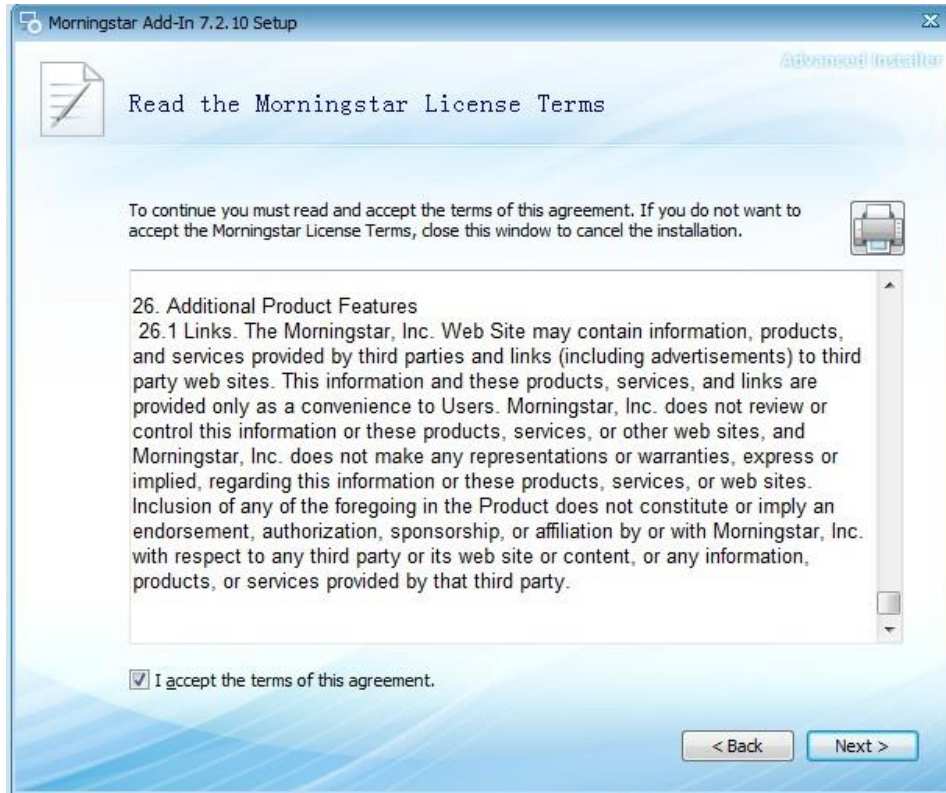 Morningstar Add-In 7.2.10 Setup
Advanced Installer
Read the Morningstar License Terms
To continue you must read and accept the terms of this agreement. If you do not want to
accept the Morningstar License Terms, close this window to cancel the installation.
26. Additional Product Features
26.1 Links. The Morningstar, Inc. Web Site may contain information, products,
and services provided by third parties and links (including advertisements) to third
party web sites. This information and these products, services, and links are
provided only as a convenience to Users. Morningstar, Inc. does not review or
control this information or these products, services, or other web sites, and
Morningstar, Inc. does not make any representations or warranties, express or
implied, regarding this information or these products, services, or web sites.
Inclusion of any of the foregoing in the Product does not constitute or imply an
endorsement, authorization, sponsorship, or affiliation by or with Morningstar, Inc.
with respect to any third party or its web site or content, or any information,
products, or services provided by that third party.
I accept the terms of this agreement.
< Back Next >